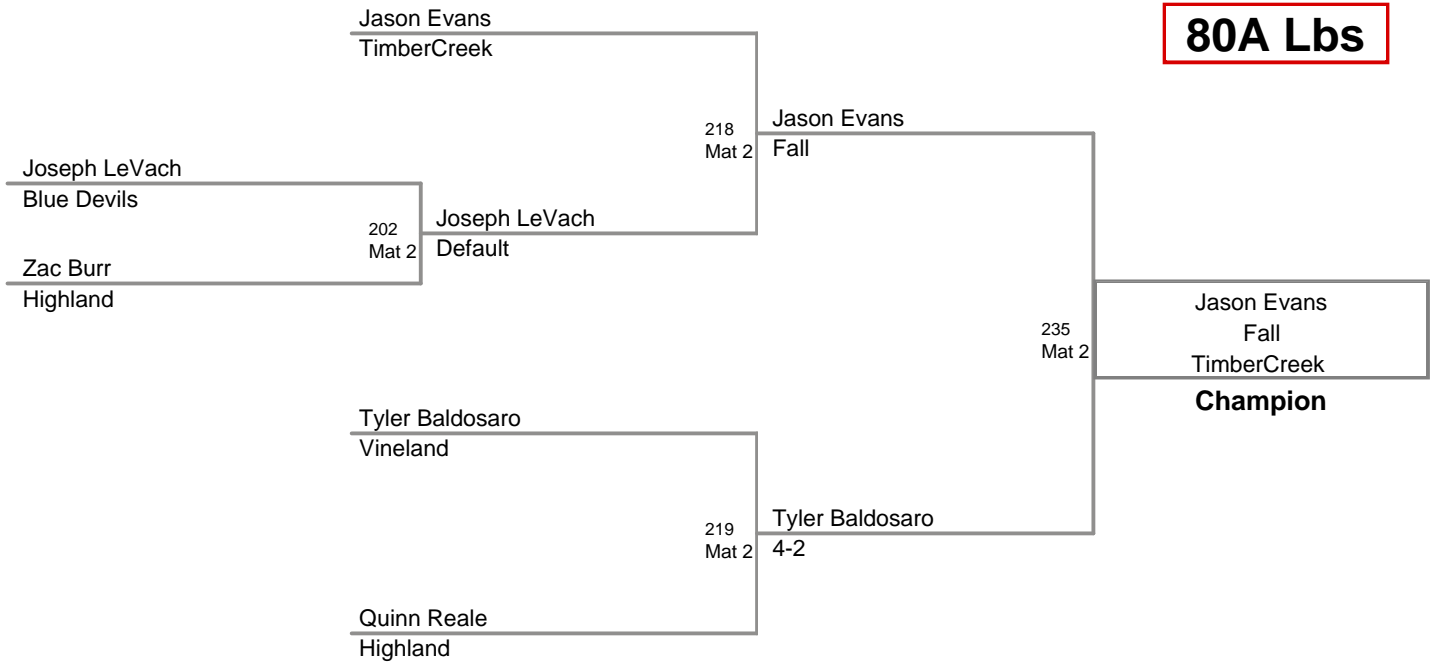 80A Lbs
Jason Evans
TimberCreek
218
Mat 2
Jason Evans
Fall
Joseph LeVach
Blue Devils
202
Mat 2
Joseph LeVach
Default
Zac Burr
Highland
235
Mat 2
Jason Evans
Fall
TimberCreek
Champion
Tyler Baldosaro
Vineland
219
Mat 2
Tyler Baldosaro
4-2
Quinn Reale
Highland